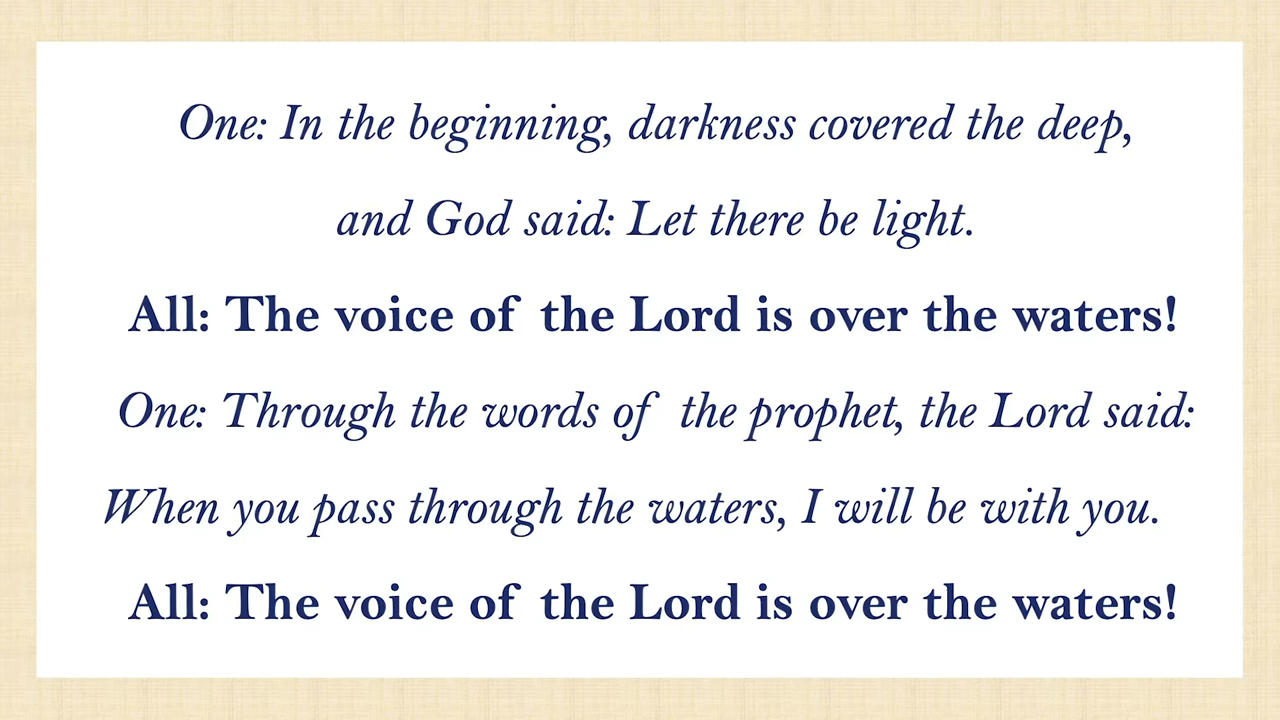 One: In the beginning, darkness covered the deep,
and God said: Let there be light.
All: The voice of the Lord is over the waters!
One: Through the words of the prophet, the Lord said:
When you pass through the waters, I will be with you.
All: The voice of the Lord is over the waters!